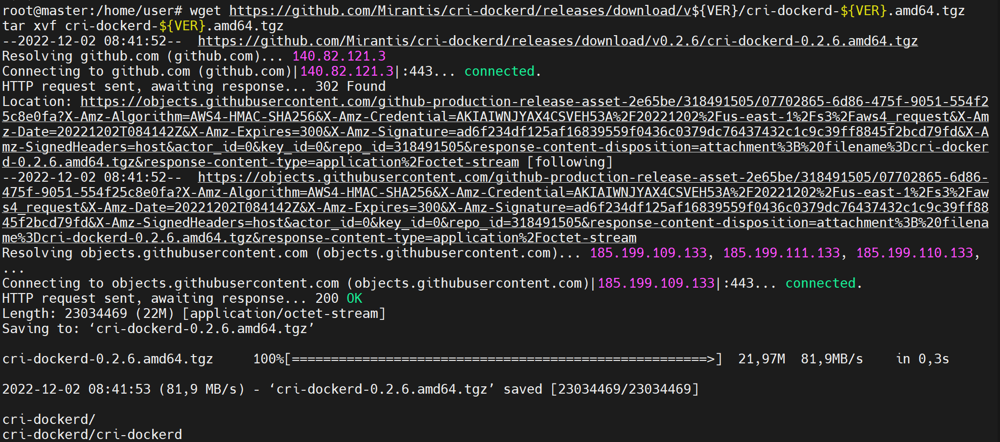 root@master:/home/user# wget https://github.com/Mirantis/cri-dockerd/releases/download/v${VER}/cri-dockerd-${VER}.amd64.tgz
tar xvf cri-dockerd-${VER}.amd64.tgz
--2022-12-02 08:41:52--  https://github.com/Mirantis/cri-dockerd/releases/download/v0.2.6/cri-dockerd-0.2.6.amd64.tgz
Resolving github.com (github.com)... 140.82.121.3
Connecting to github.com (github.com)|140.82.121.3|:443... connected.
HTTP request sent, awaiting response... 302 Found
Location: https://objects.githubusercontent.com/github-production-release-asset-2e65be/318491505/07702865-6d86-475f-9051-554f2
5c8e0fa?X-Amz-Algorithm=AWS4-HMAC-SHA256&X-Amz-Credential=AKIAIWNJYAX4CSVEH53A%2F20221202%2Fus-east-1%2Fs3%2Faws4_request&X-Am
z-Date=20221202T084142Z&X-Amz-Expires=300&X-Amz-Signature=ad6f234df125af16839559f0436c0379dc76437432c1c9c39ff8845f2bcd79fd&X-A
mz-SignedHeaders=host&actor_id=0&key_id=0&repo_id=318491505&response-content-disposition=attachment%3B%20filename%3Dcri-docker
d-0.2.6.amd64.tgz&response-content-type=application%2Foctet-stream [following]
--2022-12-02 08:41:52--  https://objects.githubusercontent.com/github-production-release-asset-2e65be/318491505/07702865-6d86-
475f-9051-554f25c8e0fa?X-Amz-Algorithm=AWS4-HMAC-SHA256&X-Amz-Credential=AKIAIWNJYAX4CSVEH53A%2F20221202%2Fus-east-1%2Fs3%2Faw
s4_request&X-Amz-Date=20221202T084142Z&X-Amz-Expires=300&X-Amz-Signature=ad6f234df125af16839559f0436c0379dc76437432c1c9c39ff88
45f2bcd79fd&X-Amz-SignedHeaders=host&actor_id=0&key_id=0&repo_id=318491505&response-content-disposition=attachment%3B%20filena
me%3Dcri-dockerd-0.2.6.amd64.tgz&response-content-type=application%2Foctet-stream
Resolving objects.githubusercontent.com (objects.githubusercontent.com)... 185.199.109.133, 185.199.111.133, 185.199.110.133,
...
Connecting to objects.githubusercontent.com (objects.githubusercontent.com)|185.199.109.133|:443... connected.
HTTP request sent, awaiting response... 200 OK
Length: 23034469 (22M) [application/octet-stream]
Saving to: ‘cri-dockerd-0.2.6.amd64.tgz’
cri-dockerd-0.2.6.amd64.tgz     100%[=====================================================>]  21,97M  81,9MB/s    in 0,3s
2022-12-02 08:41:53 (81,9 MB/s) - ‘cri-dockerd-0.2.6.amd64.tgz’ saved [23034469/23034469]
cri-dockerd/
cri-dockerd/cri-dockerd